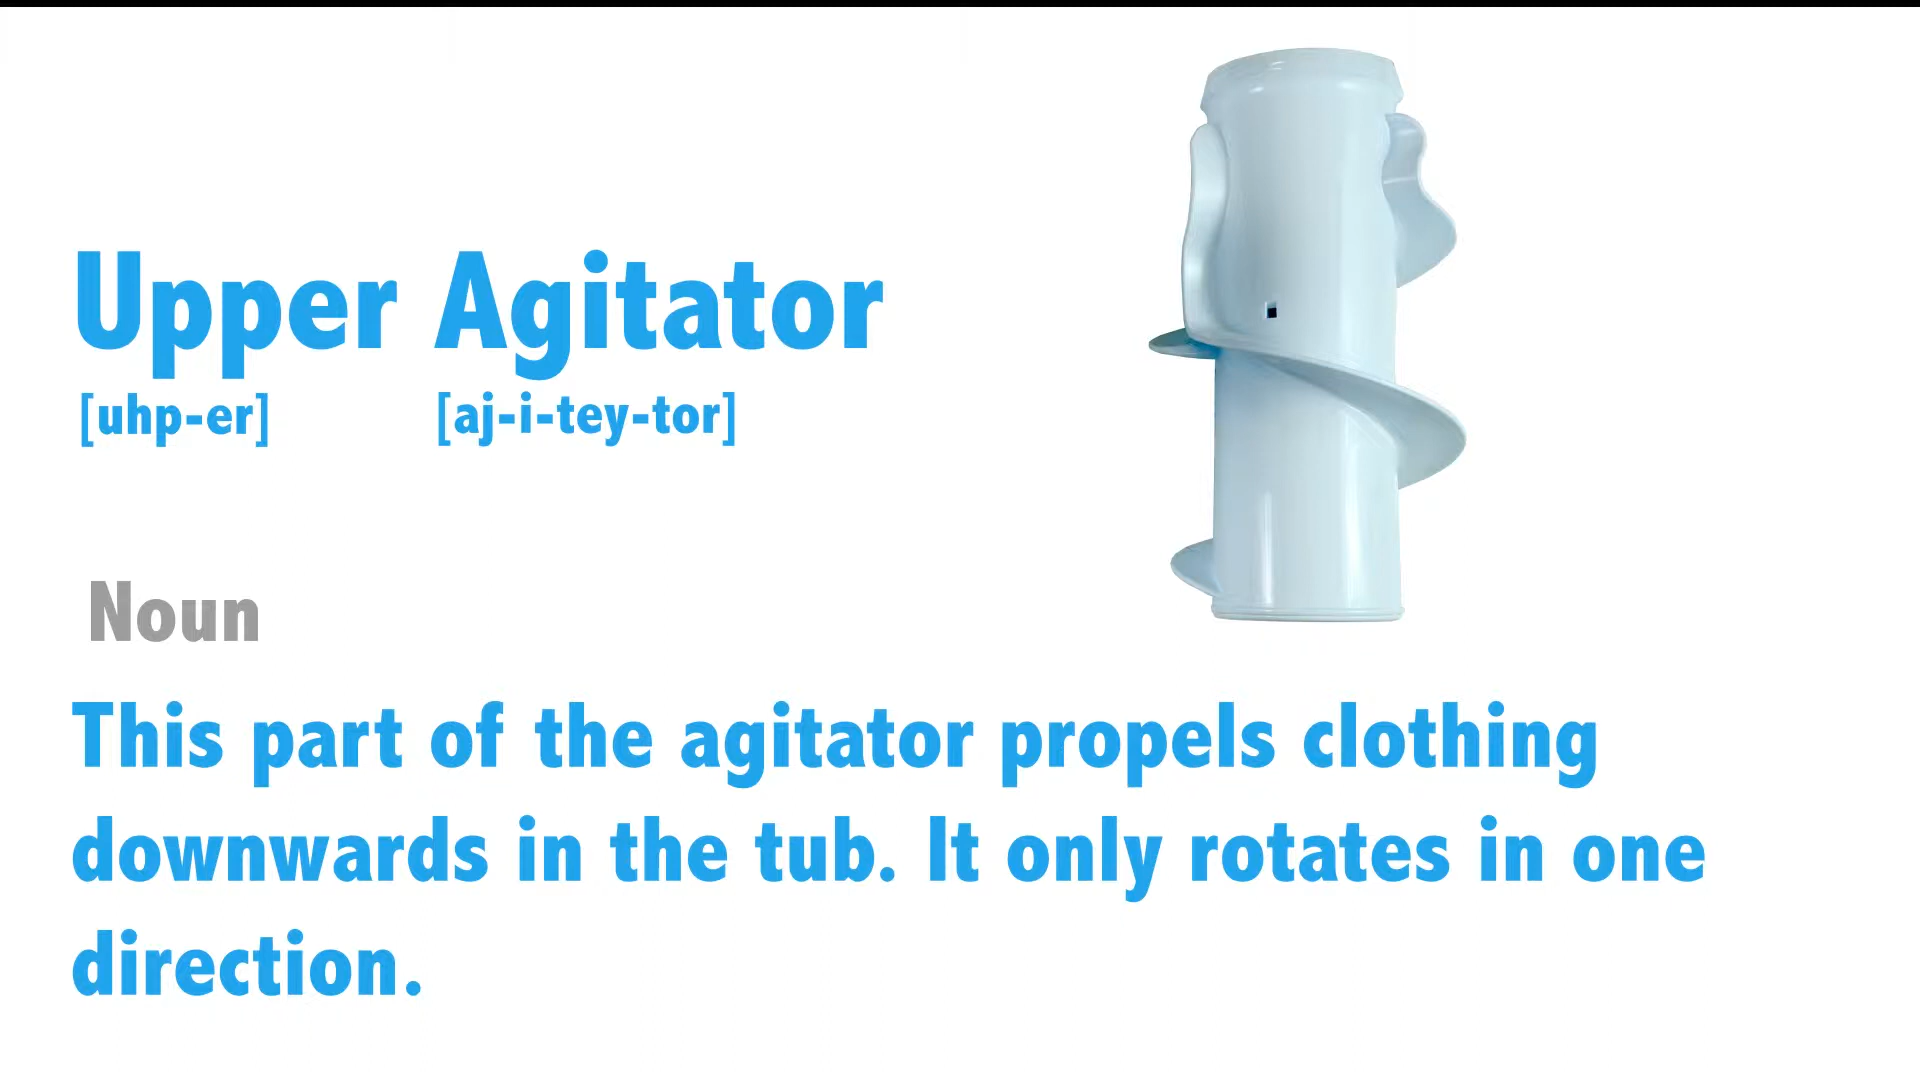 Upper Agitator
[uhp-er] [aj-i-tey-tor]
Noun
This part of the agitator propels clothing
downwards in the tub. It only rotates in one
direction.